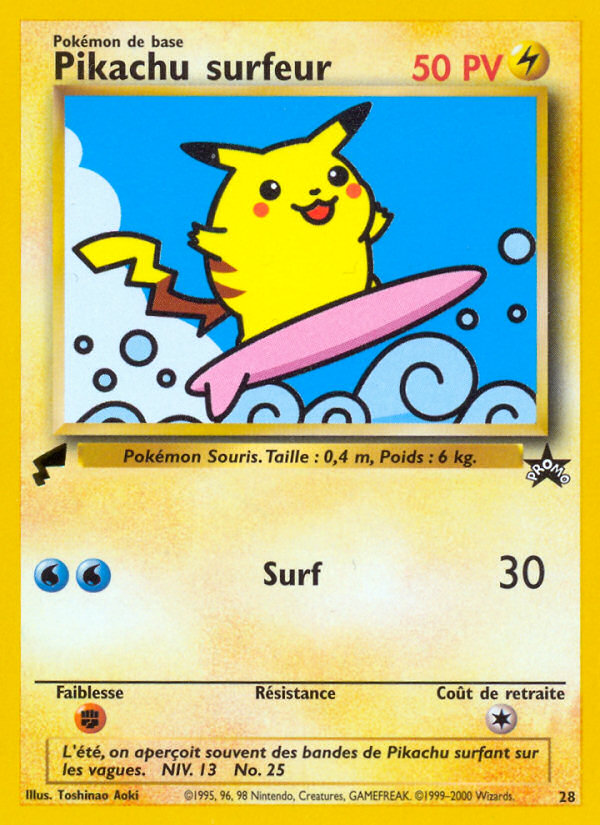 Pokémon de base
Pikachu surfeur
50 PV
Pokémon Souris. Taille : 0,4 m, Poids : 6 kg.
PROMO
Surf
30
Faiblesse
Résistance
Coût de retraite
L'été, on aperçoit souvent des bandes de Pikachu surfant sur
les vagues. NIV. 13 No. 25
Illus. Toshinao Aoki
©1995, 96, 98 Nintendo, Creatures, GAMEFREAK. ©1999-2000 Wizards.
28